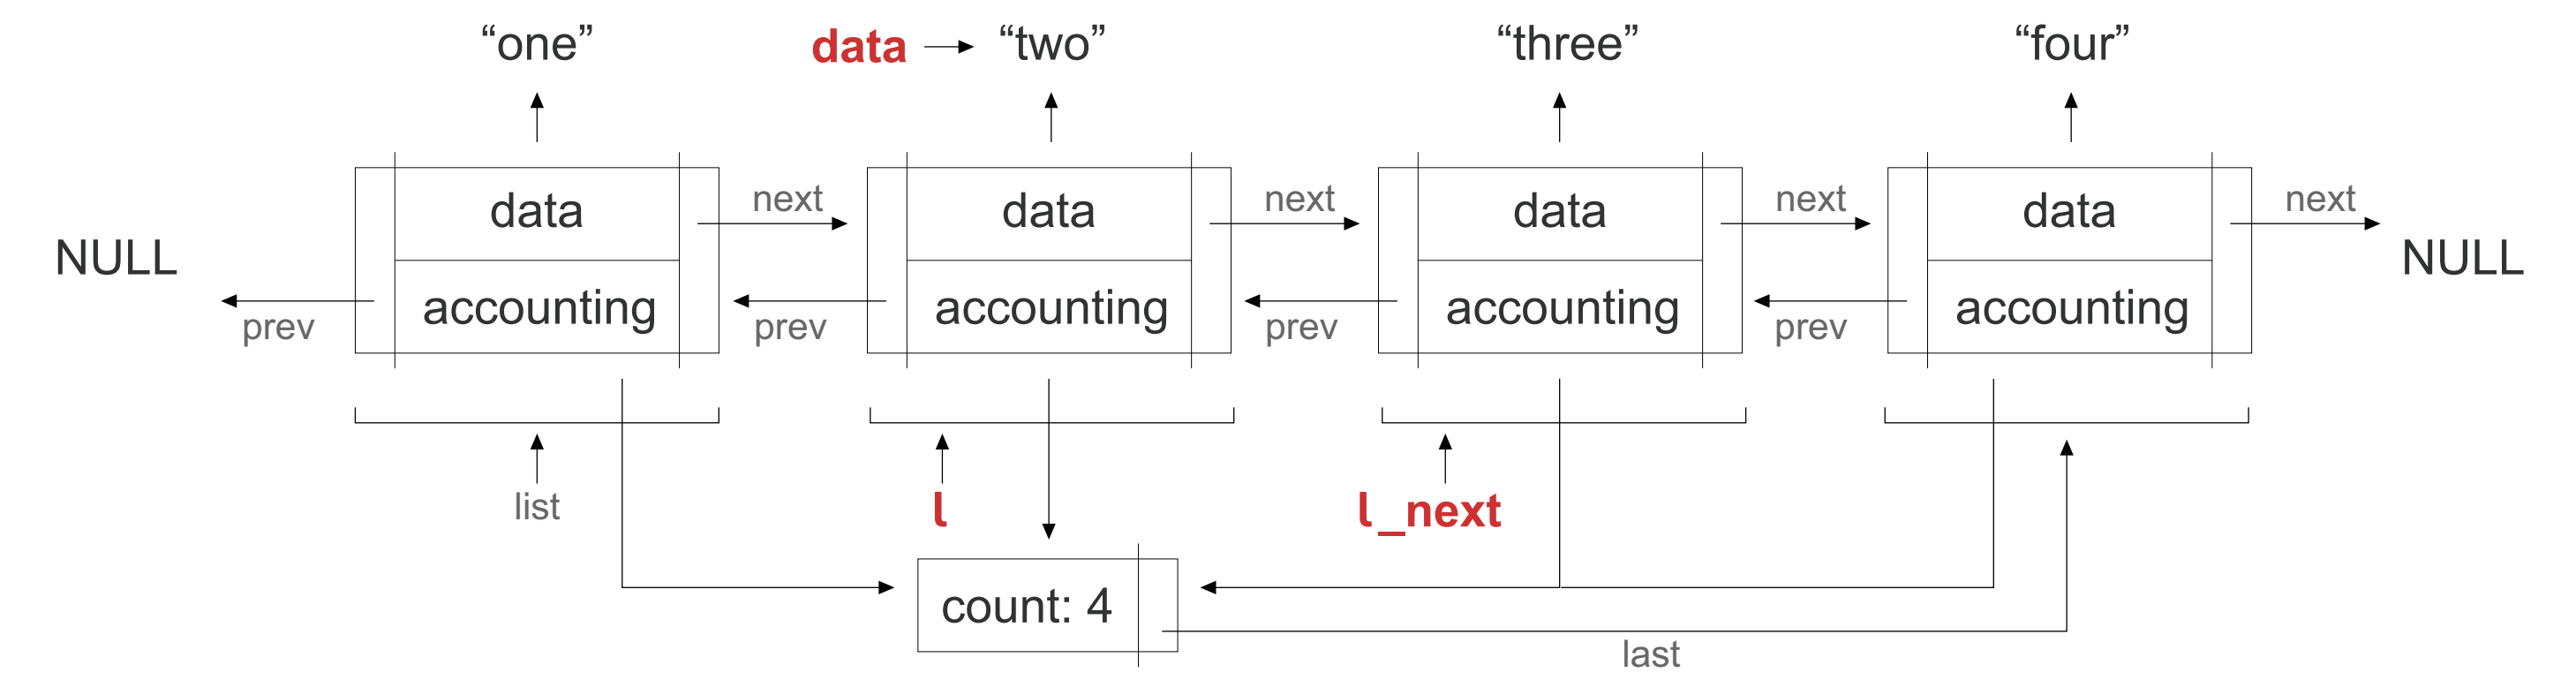 “one” data “two” “three” “four”
data next data next data next data next
NULL NULL
accounting accounting accounting accounting
prev prev prev prev
list l l_next
count: 4
last